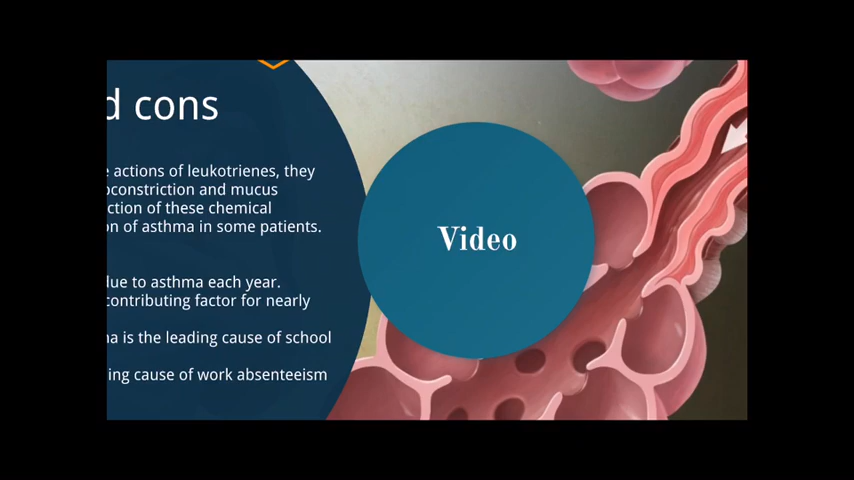 d cons
e actions of leukotrienes, they
oconstriction and mucus
ction of these chemical
on of asthma in some patients.
due to asthma each year.
contributing factor for nearly
na is the leading cause of school
ing cause of work absenteeism
Video